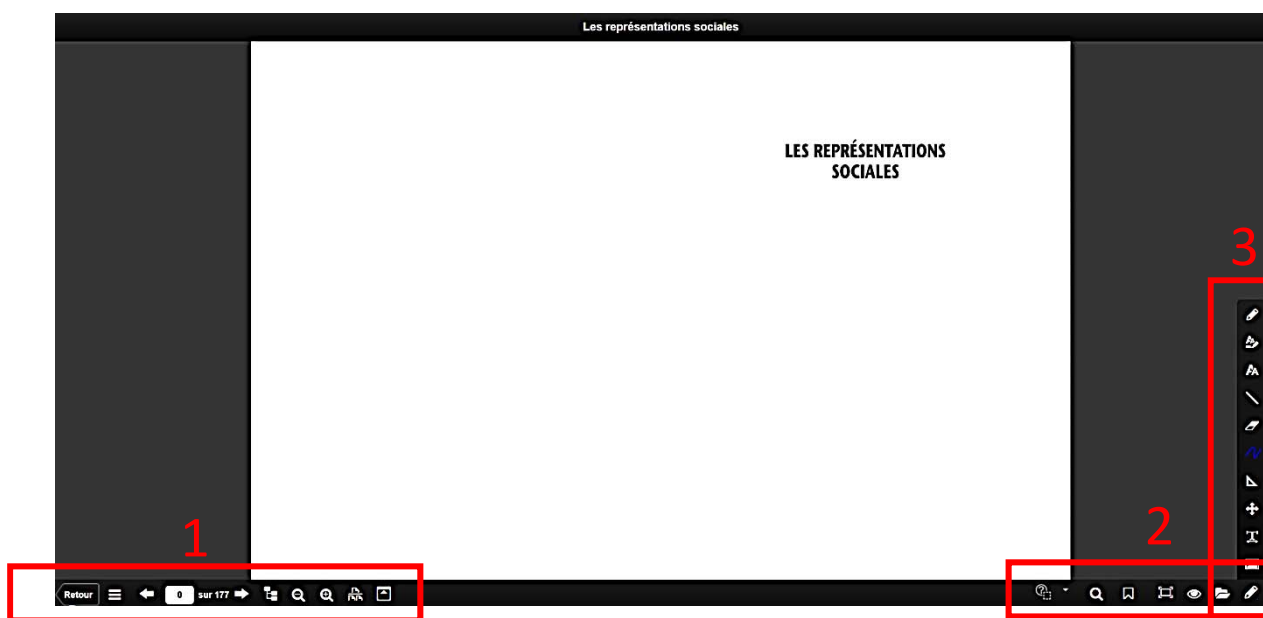 Les représentations sociales
LES REPRÉSENTATIONS
SOCIALES
3
2
1
Retour 0 sur 177